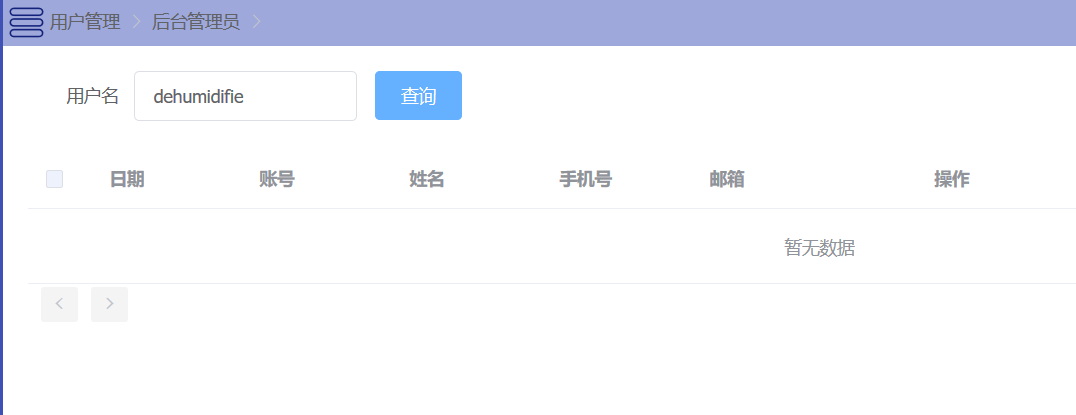 用户管理 > 后台管理员 >
用户名 dehumidifie 查询
日期 账号 姓名 手机号 邮箱 操作
暂无数据